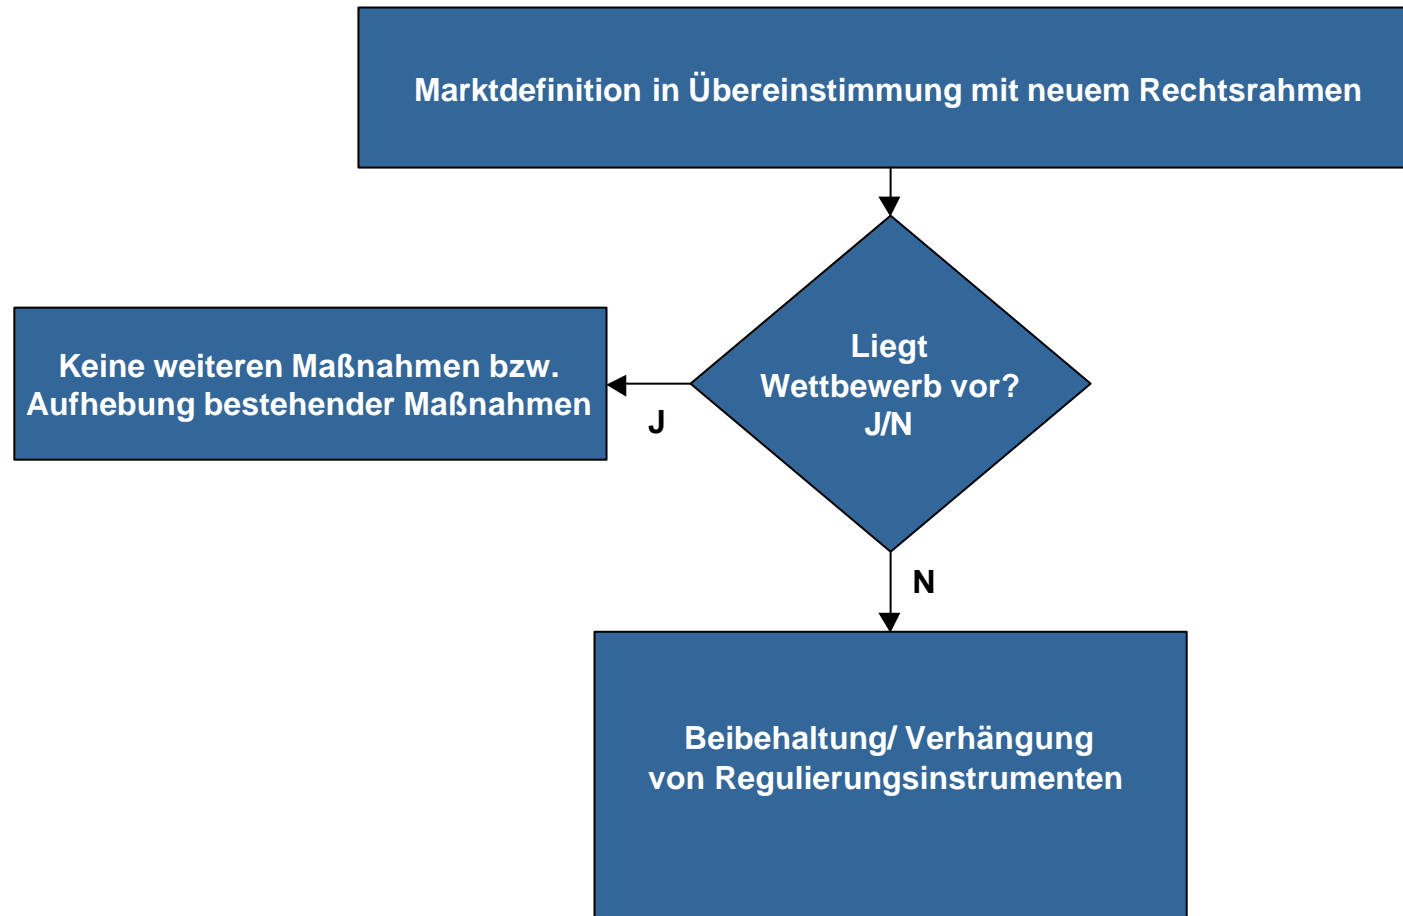 Marktdefinition in Übereinstimmung mit neuem Rechtsrahmen
Liegt
Wettbewerb vor?
J/N
Keine weiteren Maßnahmen bzw.
Aufhebung bestehender Maßnahmen
J
N
Beibehaltung/ Verhängung
von Regulierungsinstrumenten